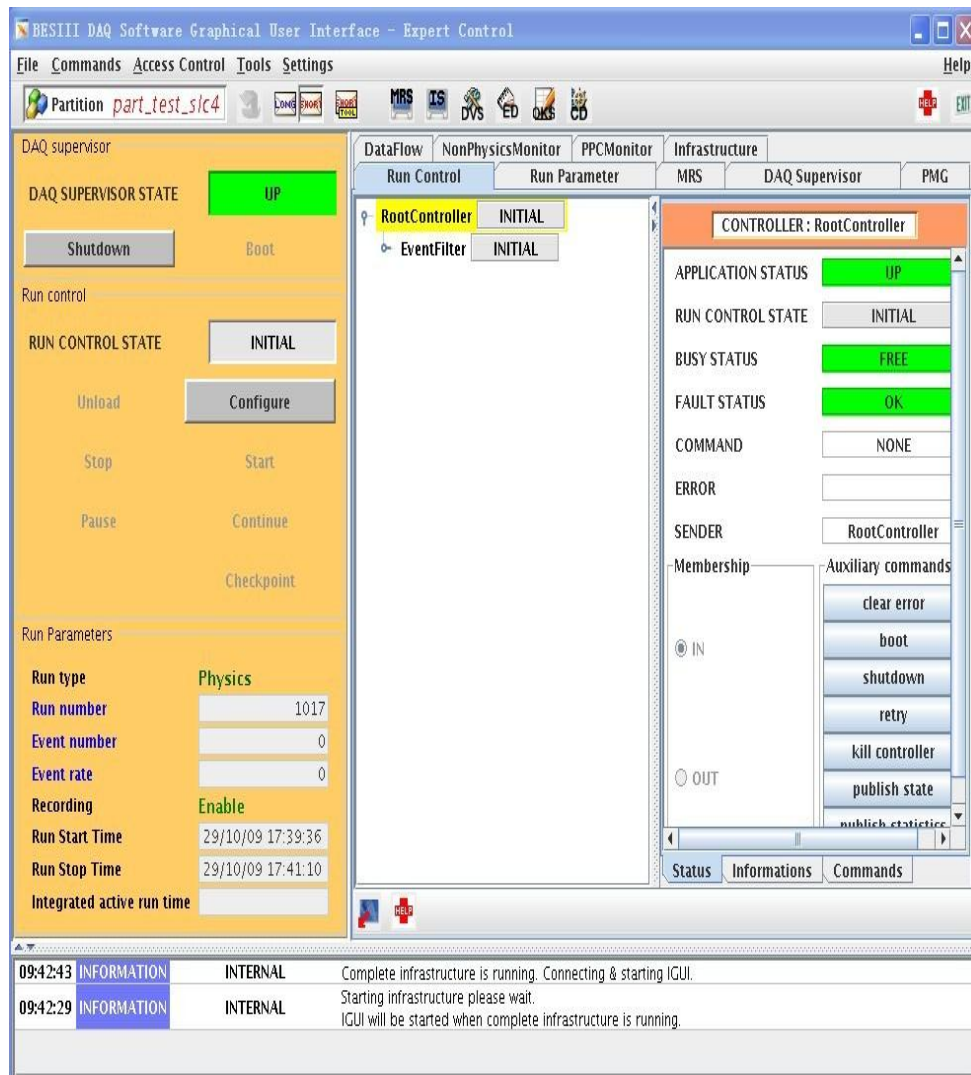 BESIII DAQ Software Graphical User Interface - Expert Control
File Commands Access Control Tools Settings Help
Partition part_test_slc4 LONG SHORT SHORT TOOL MRS IS DVS ED OKS CD HELP EXIT
DAQ supervisor
DAQ SUPERVISOR STATE UP
Shutdown Boot
Run control
RUN CONTROL STATE INITIAL
Unload Configure
Stop Start
Pause Continue
Checkpoint
Run Parameters
Run type Physics
Run number 1017
Event number 0
Event rate 0
Recording Enable
Run Start Time 29/10/09 17:39:36
Run Stop Time 29/10/09 17:41:10
Integrated active run time
DataFlow NonPhysicsMonitor PPCMonitor Infrastructure
Run Control Run Parameter MRS DAQ Supervisor PMG
RootController INITIAL
EventFilter INITIAL
CONTROLLER : RootController
APPLICATION STATUS UP
RUN CONTROL STATE INITIAL
BUSY STATUS FREE
FAULT STATUS OK
COMMAND NONE
ERROR
SENDER RootController
Membership
IN
OUT
Auxiliary commands
clear error
boot
shutdown
retry
kill controller
publish state
publish statistics
Status Informations Commands
HELP
09:42:43 INFORMATION INTERNAL Complete infrastructure is running. Connecting & starting IGUI.
09:42:29 INFORMATION INTERNAL Starting infrastructure please wait.
IGUI will be started when complete infrastructure is running.